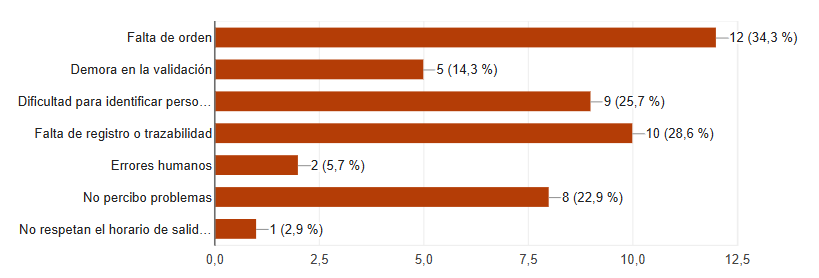 Falta de orden
12 (34,3 %)
Demora en la validación
5 (14,3 %)
Dificultad para identificar perso…
9 (25,7 %)
Falta de registro o trazabilidad
10 (28,6 %)
Errores humanos
2 (5,7 %)
No percibo problemas
8 (22,9 %)
No respetan el horario de salid…
1 (2,9 %)
0,0
2,5
5,0
7,5
10,0
12,5